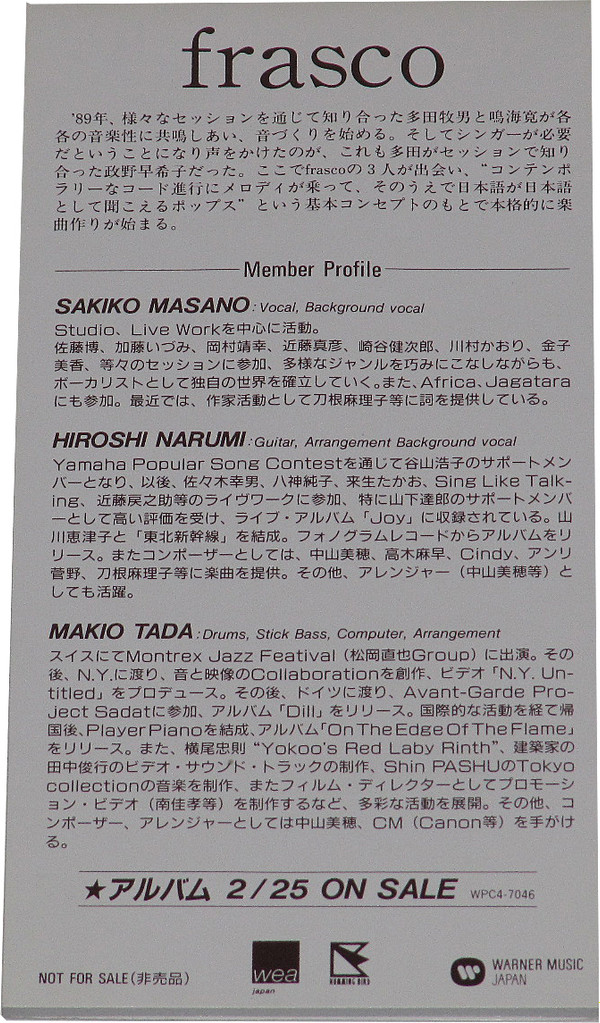 frasco
'89年、様々なセッションを通じて知り合った多田牧男と鳴海寛が各
各の音楽性に共鳴しあい、音づくりを始める。そしてシンガーが必要
だということになり声をかけたのが、これも多田がセッションで知り
合った政野早希子だった。ここでfrascoの3人が出会い、“コンテンポ
ラリーなコード進行にメロディが乗って、そのうえで日本語が日本語
として聞こえるポップス”という基本コンセプトのもとで本格的に楽
曲作りが始まる。
Member Profile
SAKIKO MASANO: Vocal, Background vocal
Studio、Live Workを中心に活動。
佐藤博、加藤いづみ、岡村靖幸、近藤真彦、崎谷健次郎、川村かおり、金子
美香、等々のセッションに参加、多様なジャンルを巧みにこなしながらも、
ボーカリストとして独自の世界を確立していく。また、Africa、Jagatara
にも参加。最近では、作家活動として刀根麻理子等に詞を提供している。
HIROSHI NARUMI: Guitar, Arrangement Background vocal
Yamaha Popular Song Contestを通じて谷山浩子のサポートメン
バーとなり、以後、佐々木幸男、八神純子、来生たかお、Sing Like Talk-
ing、近藤房之助等のライヴワークに参加、特に山下達郎のサポートメンバ
ーとして高い評価を受け、ライブ・アルバム「Joy」に収録されている。山
川恵津子と「東北新幹線」を結成。フォノグラムレコードからアルバムをリ
リース。またコンポーザーとしては、中山美穂、高木麻早、Cindy、アンリ
菅野、刀根麻理子等に楽曲を提供。その他、アレンジャー（中山美穂等）と
しても活躍。
MAKIO TADA: Drums, Stick Bass, Computer, Arrangement
スイスにてMontrex Jazz Featival（松岡直也Group）に出演。その
後、N.Y.に渡り、音と映像のCollaborationを創作、ビデオ「N.Y. Un-
titled」をプロデュース。その後、ドイツに渡り、Avant-Garde Pro-
ject Sadatに参加、アルバム「Dill」をリリース。国際的な活動を経て帰
国後、Player Pianoを結成、アルバム「On The Edge Of The Flame」
をリリース。また、横尾忠則“Yokoo's Red Laby Rinth”、建築家の
田中俊行のビデオ・サウンド・トラックの制作、Shin PASHUのTokyo
collectionの音楽を制作、またフィルム・ディレクターとしてプロモーシ
ョン・ビデオ（南佳孝等）を制作するなど、多彩な活動を展開。その他、コ
ンポーザー、アレンジャーとしては中山美穂、CM（Canon等）を手がけ
る。
★アルバム 2/25 ON SALE WPC4-7046
NOT FOR SALE(非売品)
wea
japan
HUMMING BIRD
WARNER MUSIC
JAPAN